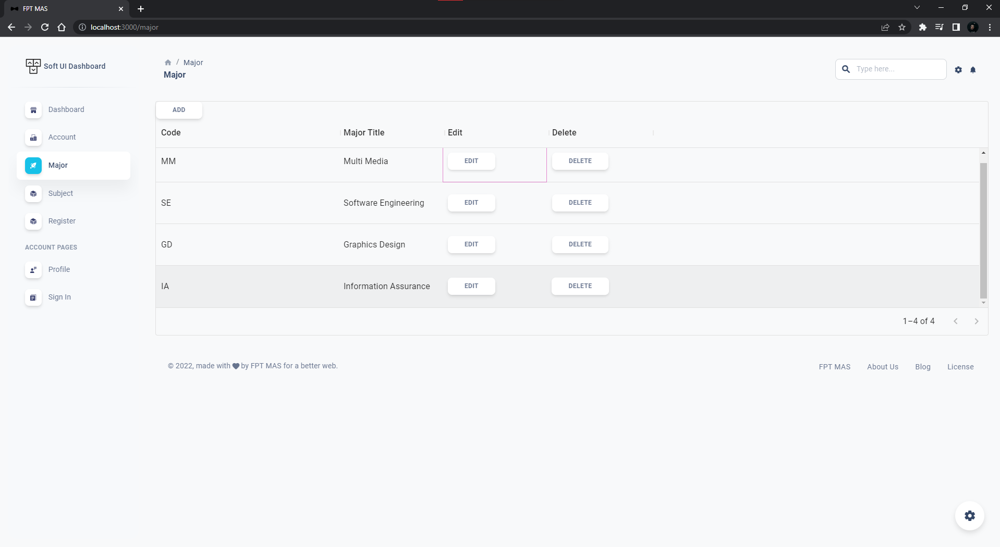 FPT MAS
localhost:3000/major
Soft UI Dashboard
/ Major
Major
Type here...
Dashboard
Account
Major
Subject
Register
ACCOUNT PAGES
Profile
Sign In
ADD
Code Major Title Edit Delete
MM Multi Media EDIT DELETE
SE Software Engineering EDIT DELETE
GD Graphics Design EDIT DELETE
IA Information Assurance EDIT DELETE
1–4 of 4
© 2022, made with by FPT MAS for a better web.
FPT MAS About Us Blog License